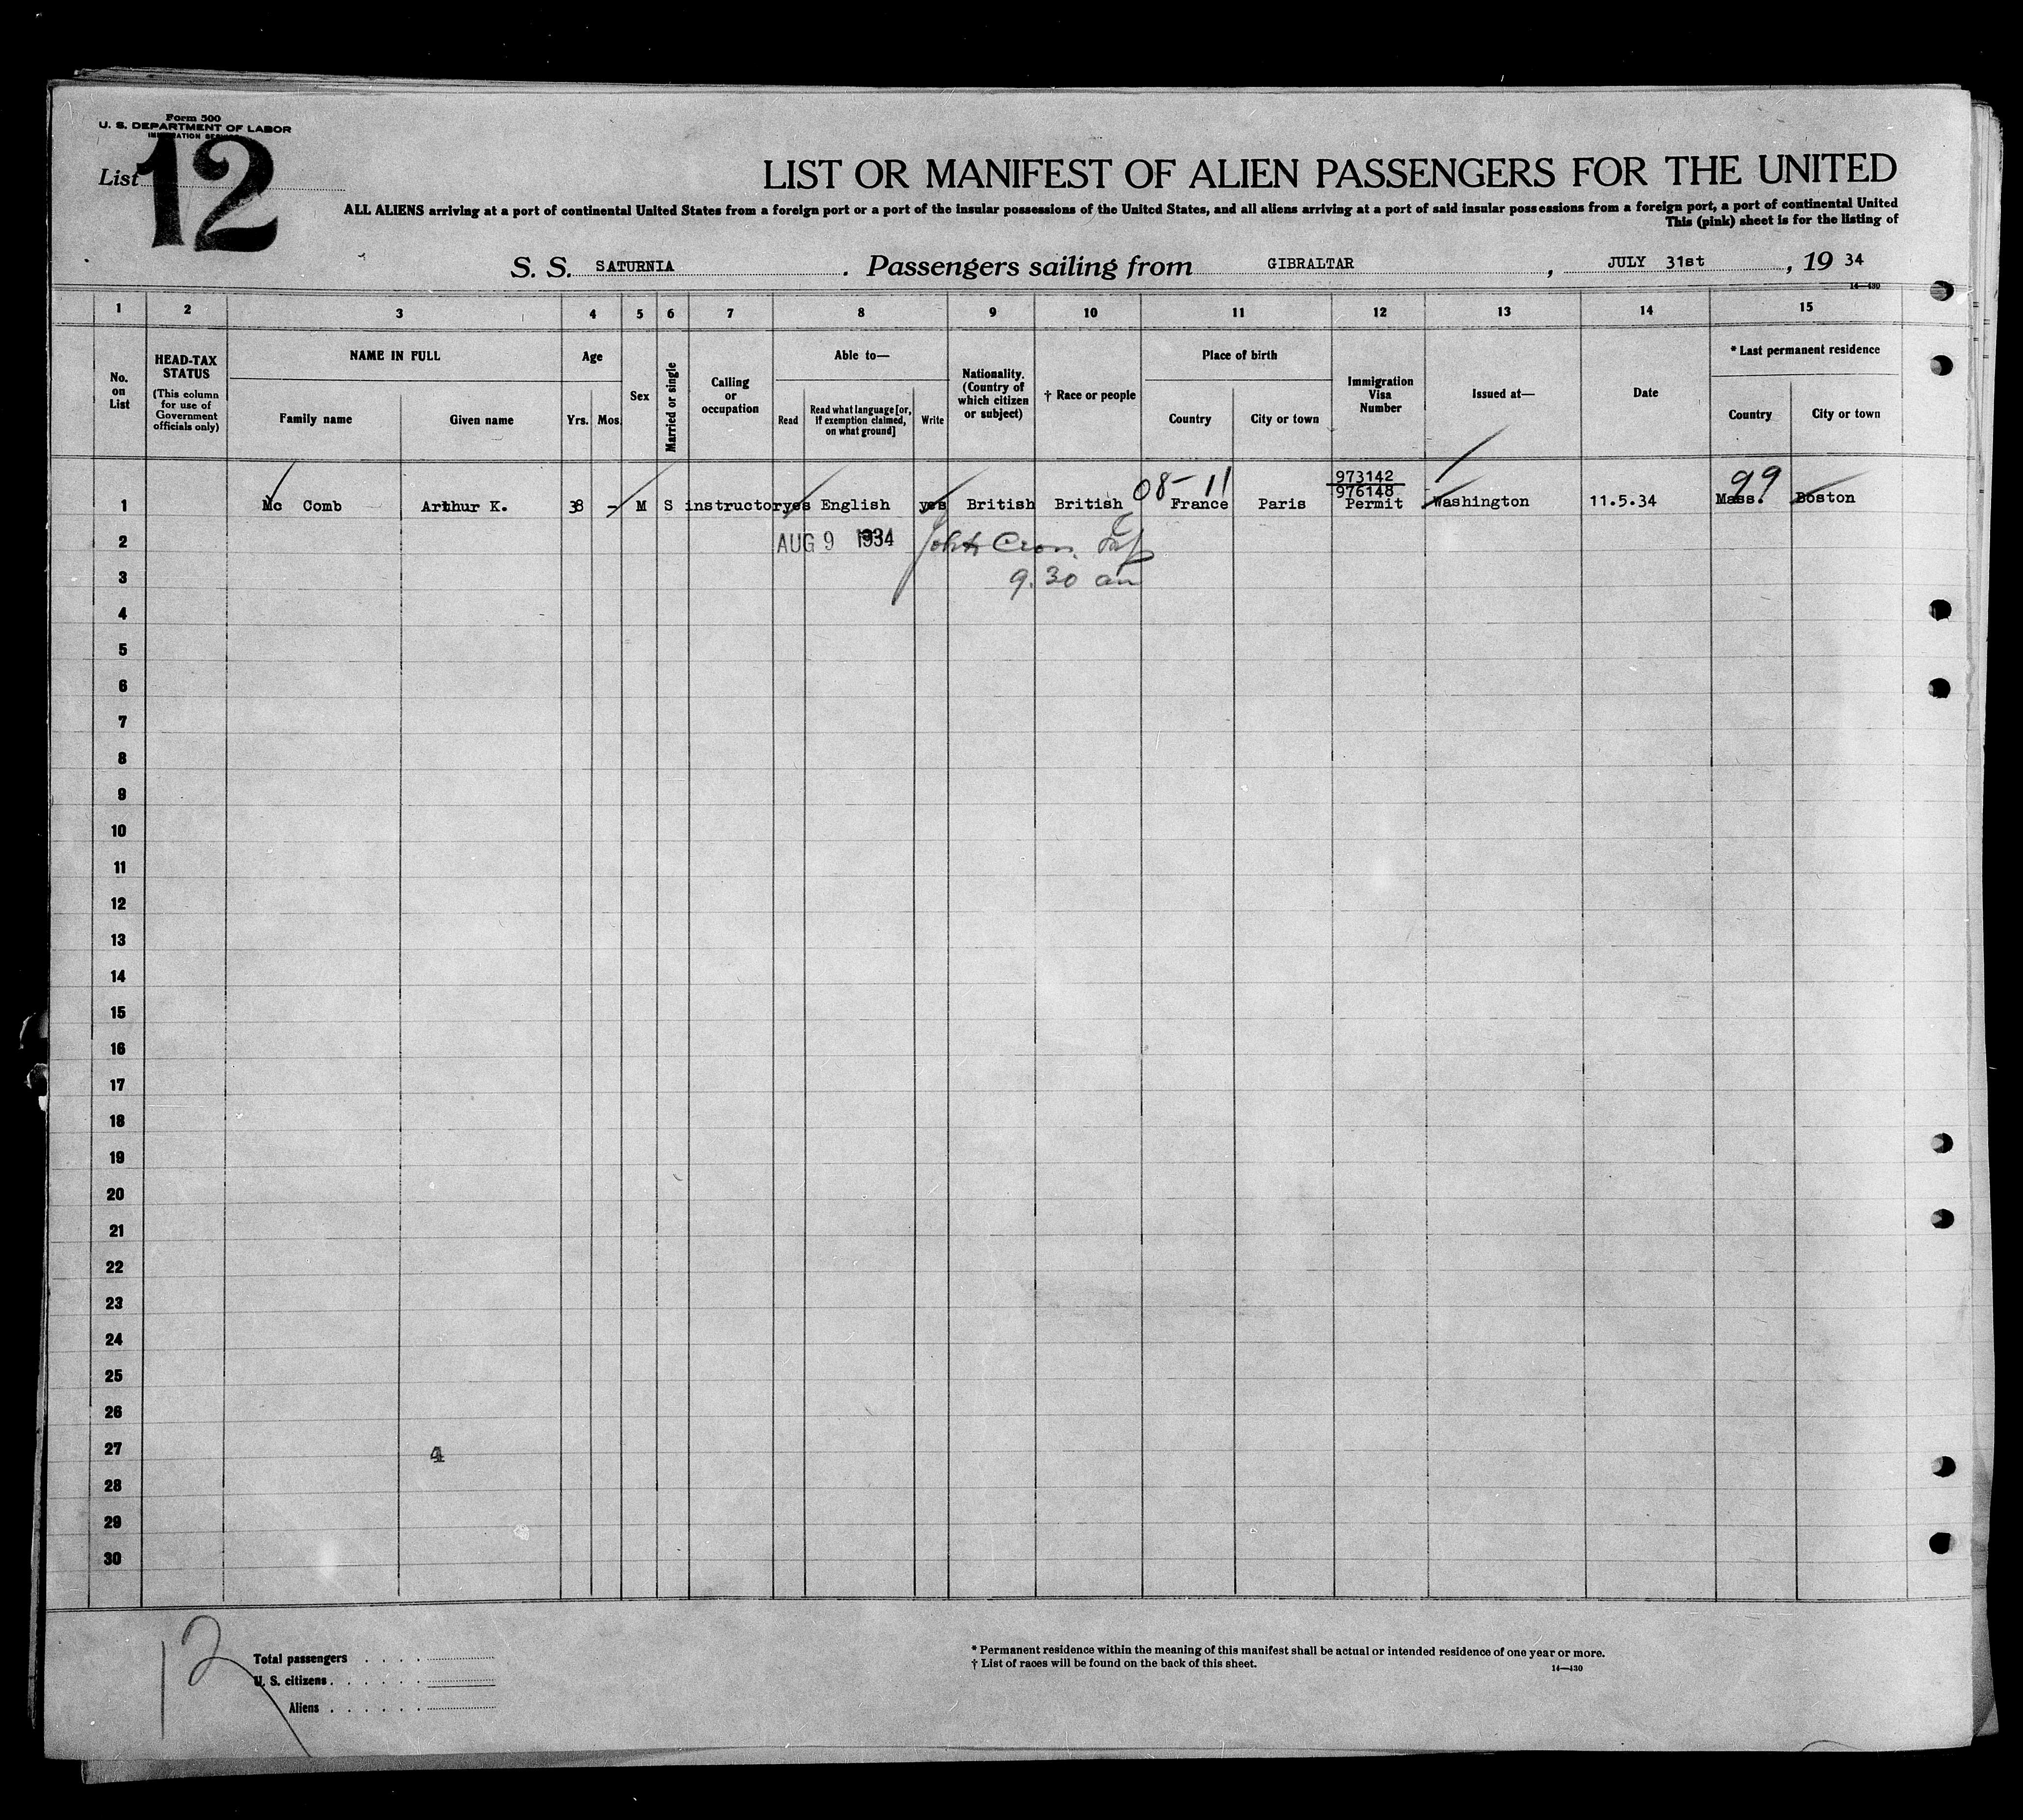 Form 500
U. S. DEPARTMENT OF LABOR
IMMIGRATION SERVICE
List 12
LIST OR MANIFEST OF ALIEN PASSENGERS FOR THE UNITED
ALL ALIENS arriving at a port of continental United States from a foreign port or a port of the insular possessions of the United States, and all aliens arriving at a port of said insular possessions from a foreign port, a port of continental United
This (pink) sheet is for the listing of
S. S. SATURNIA . Passengers sailing from GIBRALTAR , JULY 31st , 19 34
14—430
1 2 3 4 5 6 7 8 9 10 11 12 13 14 15
No. on List
HEAD-TAX STATUS (This column for use of Government officials only)
NAME IN FULL
Family name Given name
Age
Yrs. Mos.
Sex
Married or single
Calling or occupation
Able to—
Read Read what language [or, if exemption claimed, on what ground] Write
Nationality. (Country of which citizen or subject)
† Race or people
Place of birth
Country City or town
Immigration Visa Number
Issued at—
Date
* Last permanent residence
Country City or town
08-11 973142 99
976148
1 Mc Comb Arthur K. 38 - M S instructor yes English yes British British France Paris Permit Washington 11.5.34 Mass. Boston
2 AUG 9 1934
3 9.30 am
4
5
6
7
8
9
10
11
12
13
14
15
16
17
18
19
20
21
22
23
24
25
26
27 4
28
29
30
12
Total passengers . . . .
U. S. citizens . . . . . .
Aliens . . . . . .
* Permanent residence within the meaning of this manifest shall be actual or intended residence of one year or more.
† List of races will be found on the back of this sheet.
14—430